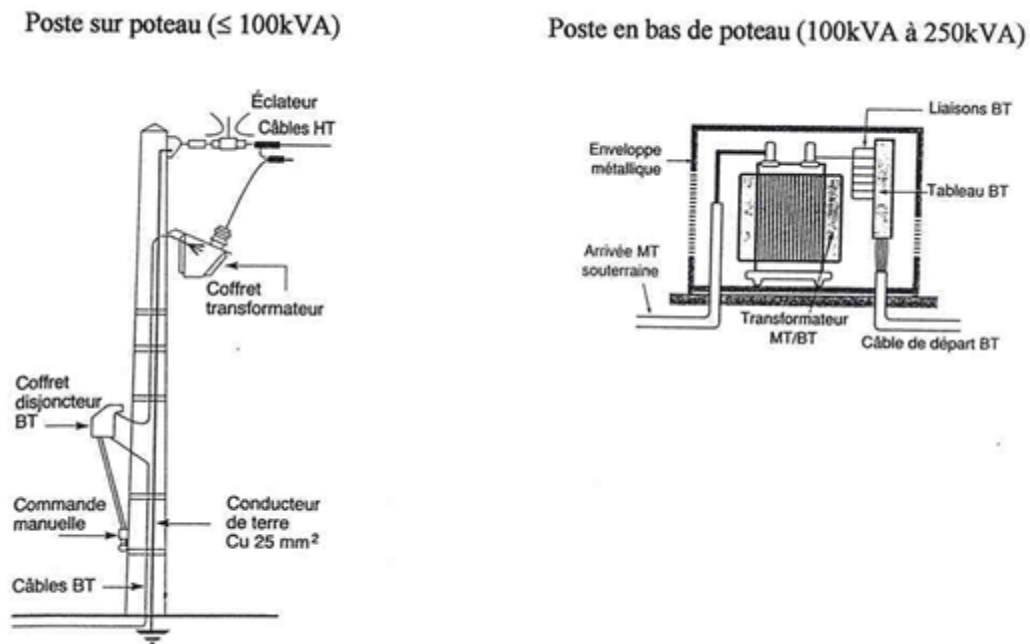 Poste sur poteau (≤ 100kVA)
Éclateur
Câbles HT
Coffret
transformateur
Coffret
disjoncteur
BT
Commande
manuelle
Conducteur
de terre
Cu 25 mm²
Câbles BT
Poste en bas de poteau (100kVA à 250kVA)
Liaisons BT
Enveloppe
métallique
Tableau BT
Arrivée MT
souterraine
Transformateur
MT/BT
Câble de départ BT